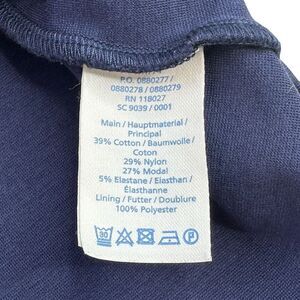 P.O. 0880277 /
0880278 / 0880279
RN 118027
SC 9039 / 0001
Main / Hauptmaterial /
Principal
39% Cotton / Baumwolle /
Coton
29% Nylon
27% Modal
5% Elastane / Elasthan /
Élasthanne
Lining / Futter / Doublure
100% Polyester
30
P